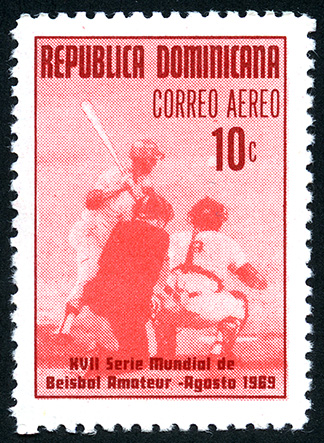 REPUBLICA DOMINICANA
CORREO AEREO
10c
XVII Serie Mundial de
Beisbol Amateur - Agosto 1969